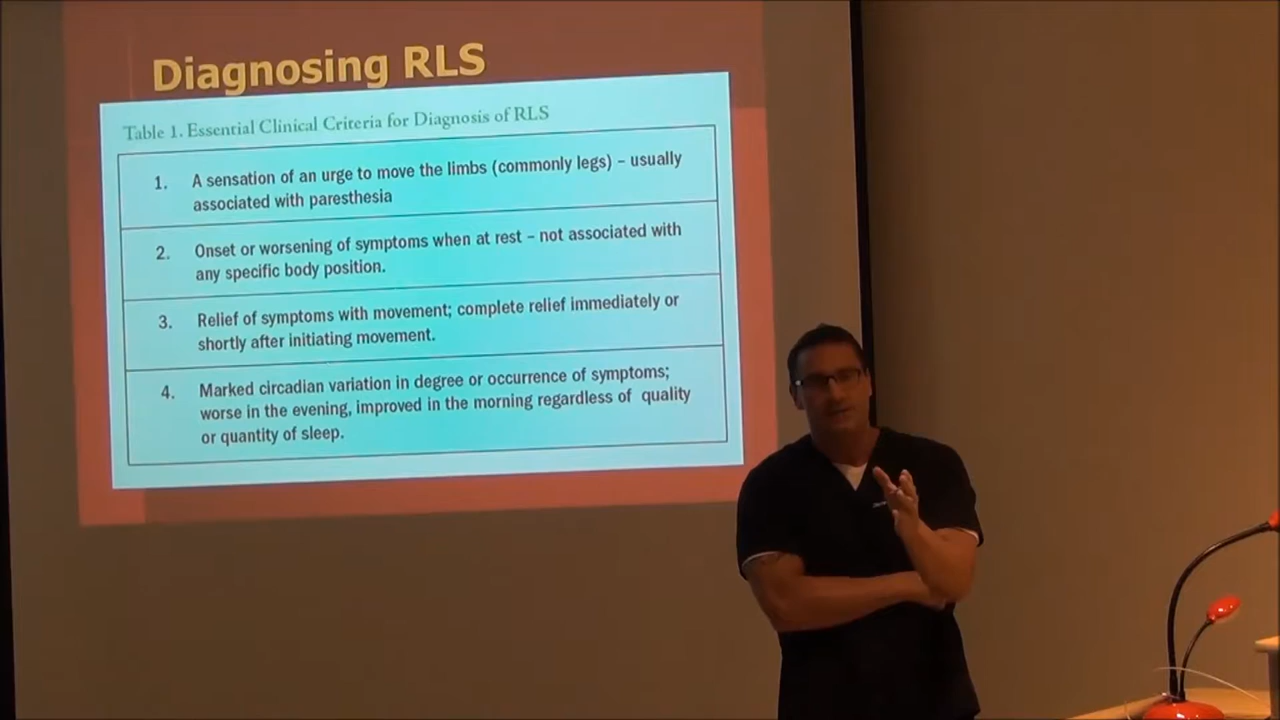 Diagnosing RLS
Table 1. Essential Clinical Criteria for Diagnosis of RLS
1. A sensation of an urge to move the limbs (commonly legs) – usually
associated with paresthesia
2. Onset or worsening of symptoms when at rest – not associated with
any specific body position.
3. Relief of symptoms with movement; complete relief immediately or
shortly after initiating movement.
4. Marked circadian variation in degree or occurrence of symptoms;
worse in the evening, improved in the morning regardless of quality
or quantity of sleep.